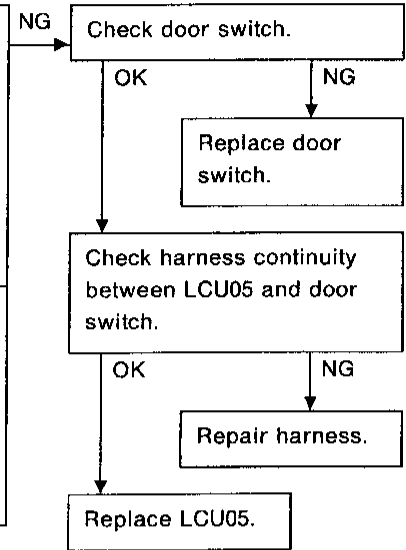 NG
Check door switch.
OK
NG
Replace door
switch.
Check harness continuity
between LCU05 and door
switch.
OK
NG
Repair harness.
Replace LCU05.